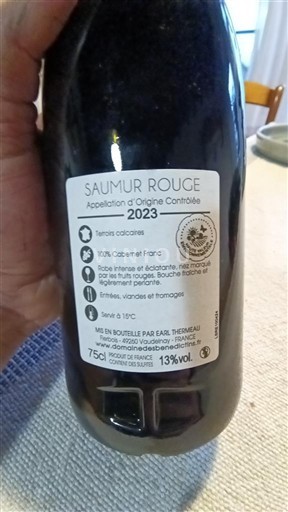 SAUMUR ROUGE
Appellation d'Origine Contrôlée
2023
Terroirs calcaires
100% Cabernet Franc
Robe intense et éclatante, nez marqué
par les fruits rouges. Bouche fraîche et
légèrement perlante.
Entrées, viandes et fromages
Servir à 15°C
MIS EN BOUTEILLE PAR EARL THERMEAU
Fierbois - 49260 Vaudelnay - FRANCE
www.domainedesbenedictins.fr
75cl PRODUIT DE FRANCE 13%vol.
CONTIENT DES SULFITES